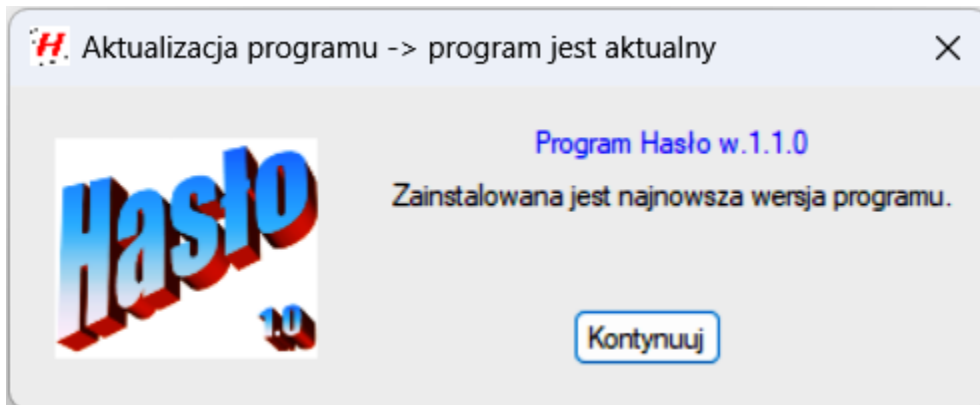 Aktualizacja programu -> program jest aktualny
Hasło
1.0
Program Hasło w.1.1.0
Zainstalowana jest najnowsza wersja programu.
Kontynuuj